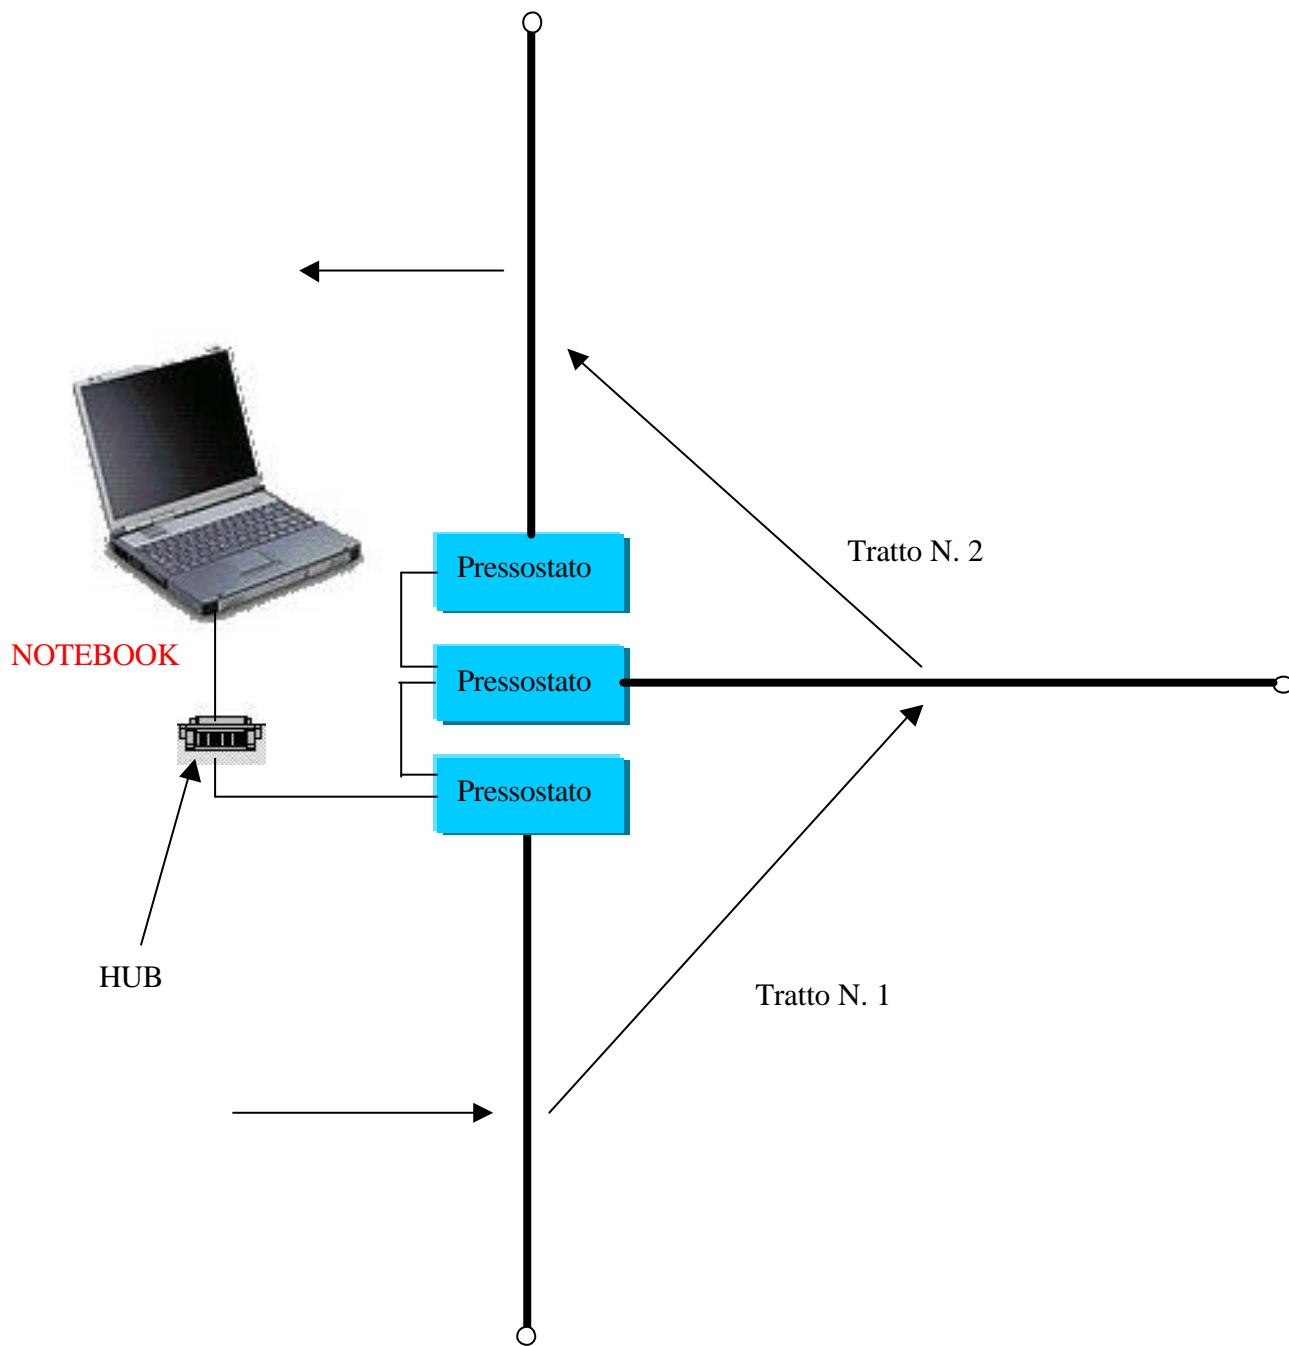 Pressostato
Tratto N. 2
NOTEBOOK
Pressostato
Pressostato
HUB
Tratto N. 1